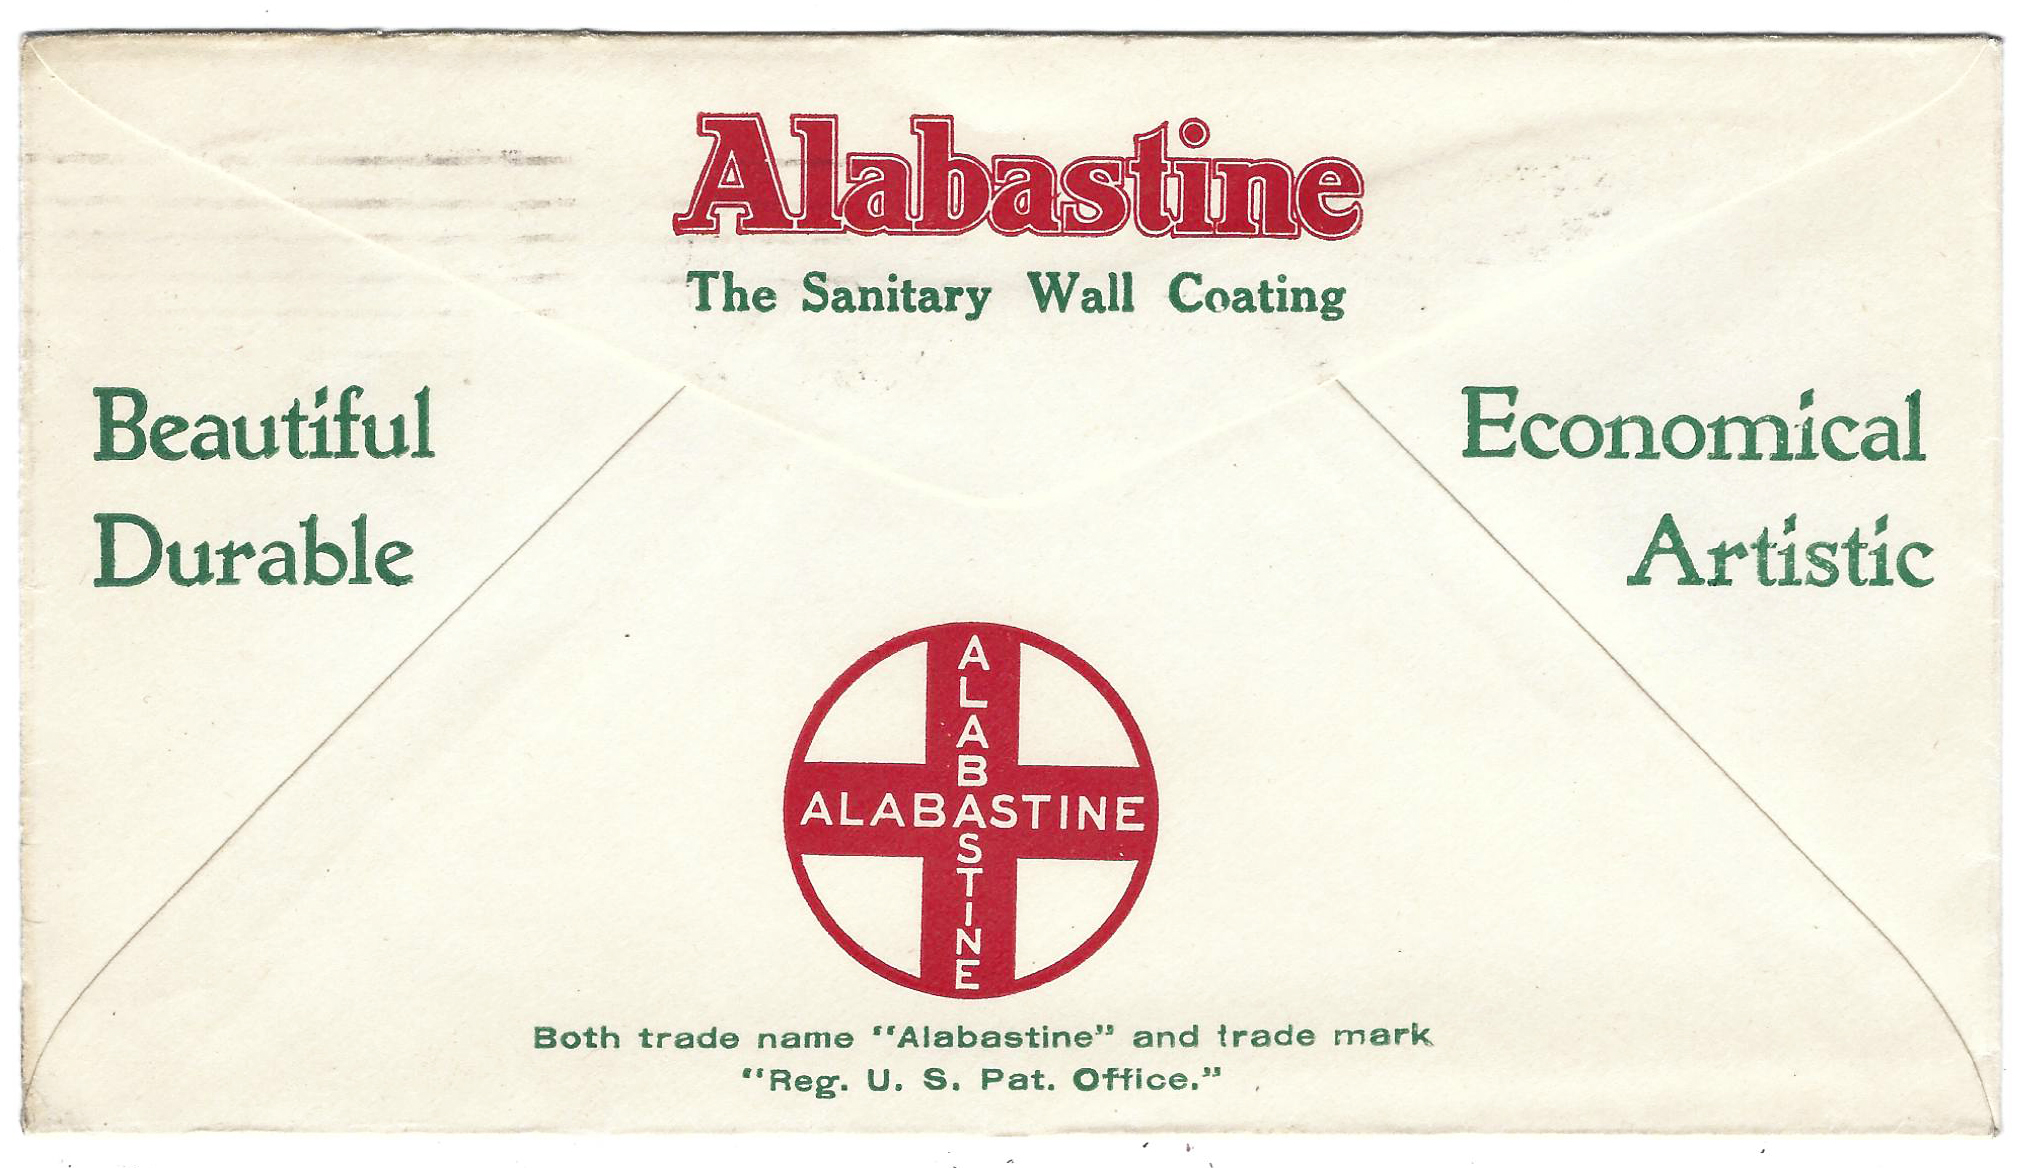 Alabastine
The Sanitary Wall Coating
Beautiful
Durable
Economical
Artistic
ALABASTINE
ALABASTINE
Both trade name "Alabastine" and trade mark
"Reg. U. S. Pat. Office."